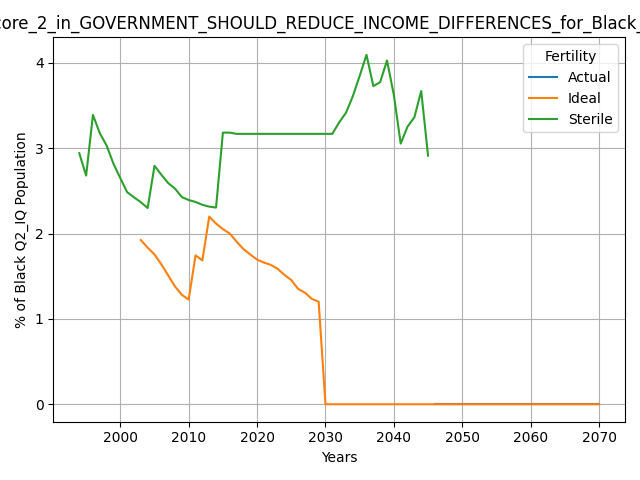 core_2_in_GOVERNMENT_SHOULD_REDUCE_INCOME_DIFFERENCES_for_Black_
Fertility
Actual
Ideal
Sterile
% of Black Q2_IQ Population
4
3
2
1
0
2000 2010 2020 2030 2040 2050 2060 2070
Years